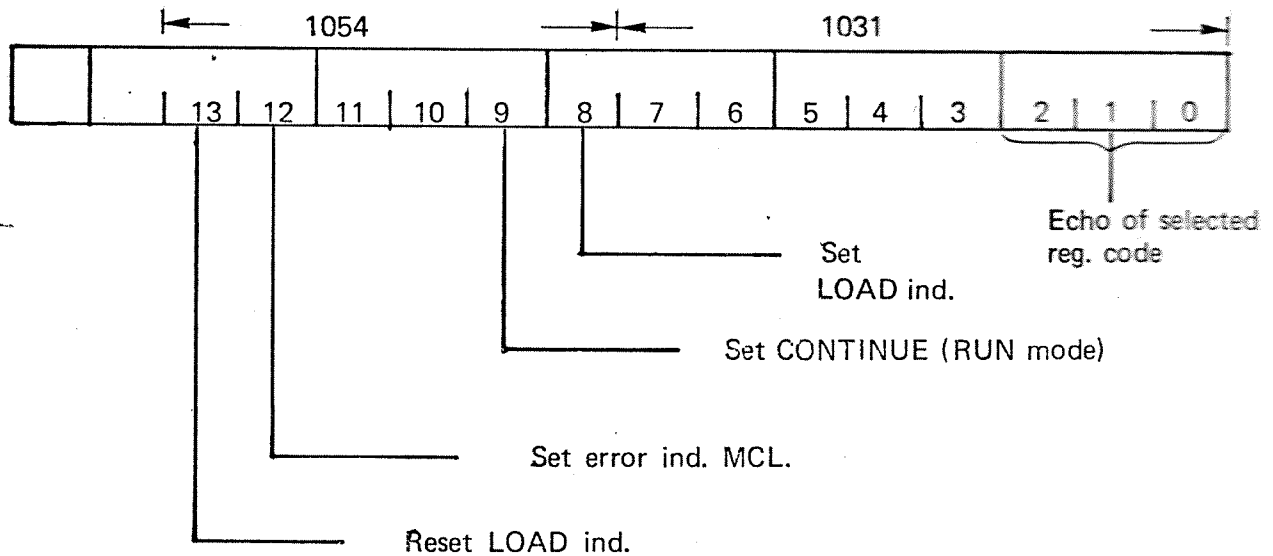 1054 1031
13 12 11 10 9 8 7 6 5 4 3 2 1 0
Echo of selected
reg. code
Set
LOAD ind.
Set CONTINUE (RUN mode)
Set error ind. MCL.
Reset LOAD ind.